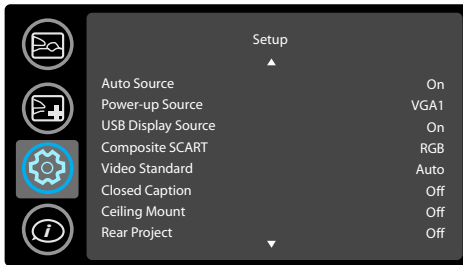 Setup
Auto Source On
Power-up Source VGA1
USB Display Source On
Composite SCART RGB
Video Standard Auto
Closed Caption Off
Ceiling Mount Off
Rear Project Off
i